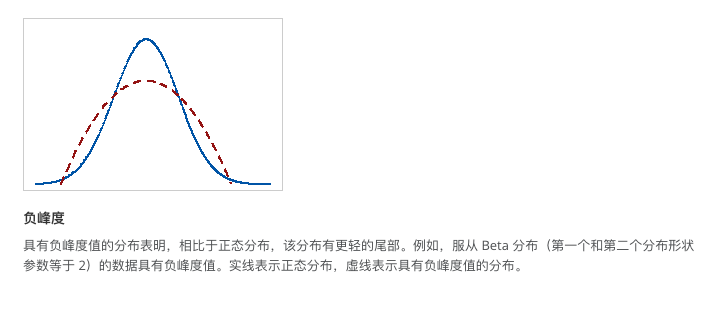 负峰度
具有负峰度值的分布表明，相比于正态分布，该分布有更轻的尾部。例如，服从 Beta 分布（第一个和第二个分布形状
参数等于 2）的数据具有负峰度值。实线表示正态分布，虚线表示具有负峰度值的分布。